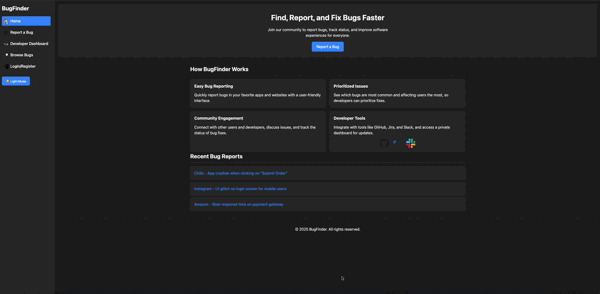 BugFinder
Home
Report a Bug
Developer Dashboard
Browse Bugs
Login/Register
Light Mode
Find, Report, and Fix Bugs Faster
Join our community to report bugs, track status, and improve software
experiences for everyone.
Report a Bug
How BugFinder Works
Easy Bug Reporting
Quickly report bugs in your favorite apps and websites with a user-friendly
interface.
Prioritized Issues
See which bugs are most common and affecting users the most, so
developers can prioritize fixes.
Community Engagement
Connect with other users and developers, discuss issues, and track the
status of bug fixes.
Developer Tools
Integrate with tools like GitHub, Jira, and Slack, and access a private
dashboard for updates.
Recent Bug Reports
- App crashes when clicking on "Submit Order"
Instagram - UI glitch on login screen for mobile users
Amazon - Slow response time on payment gateway
© 2025 BugFinder. All rights reserved.